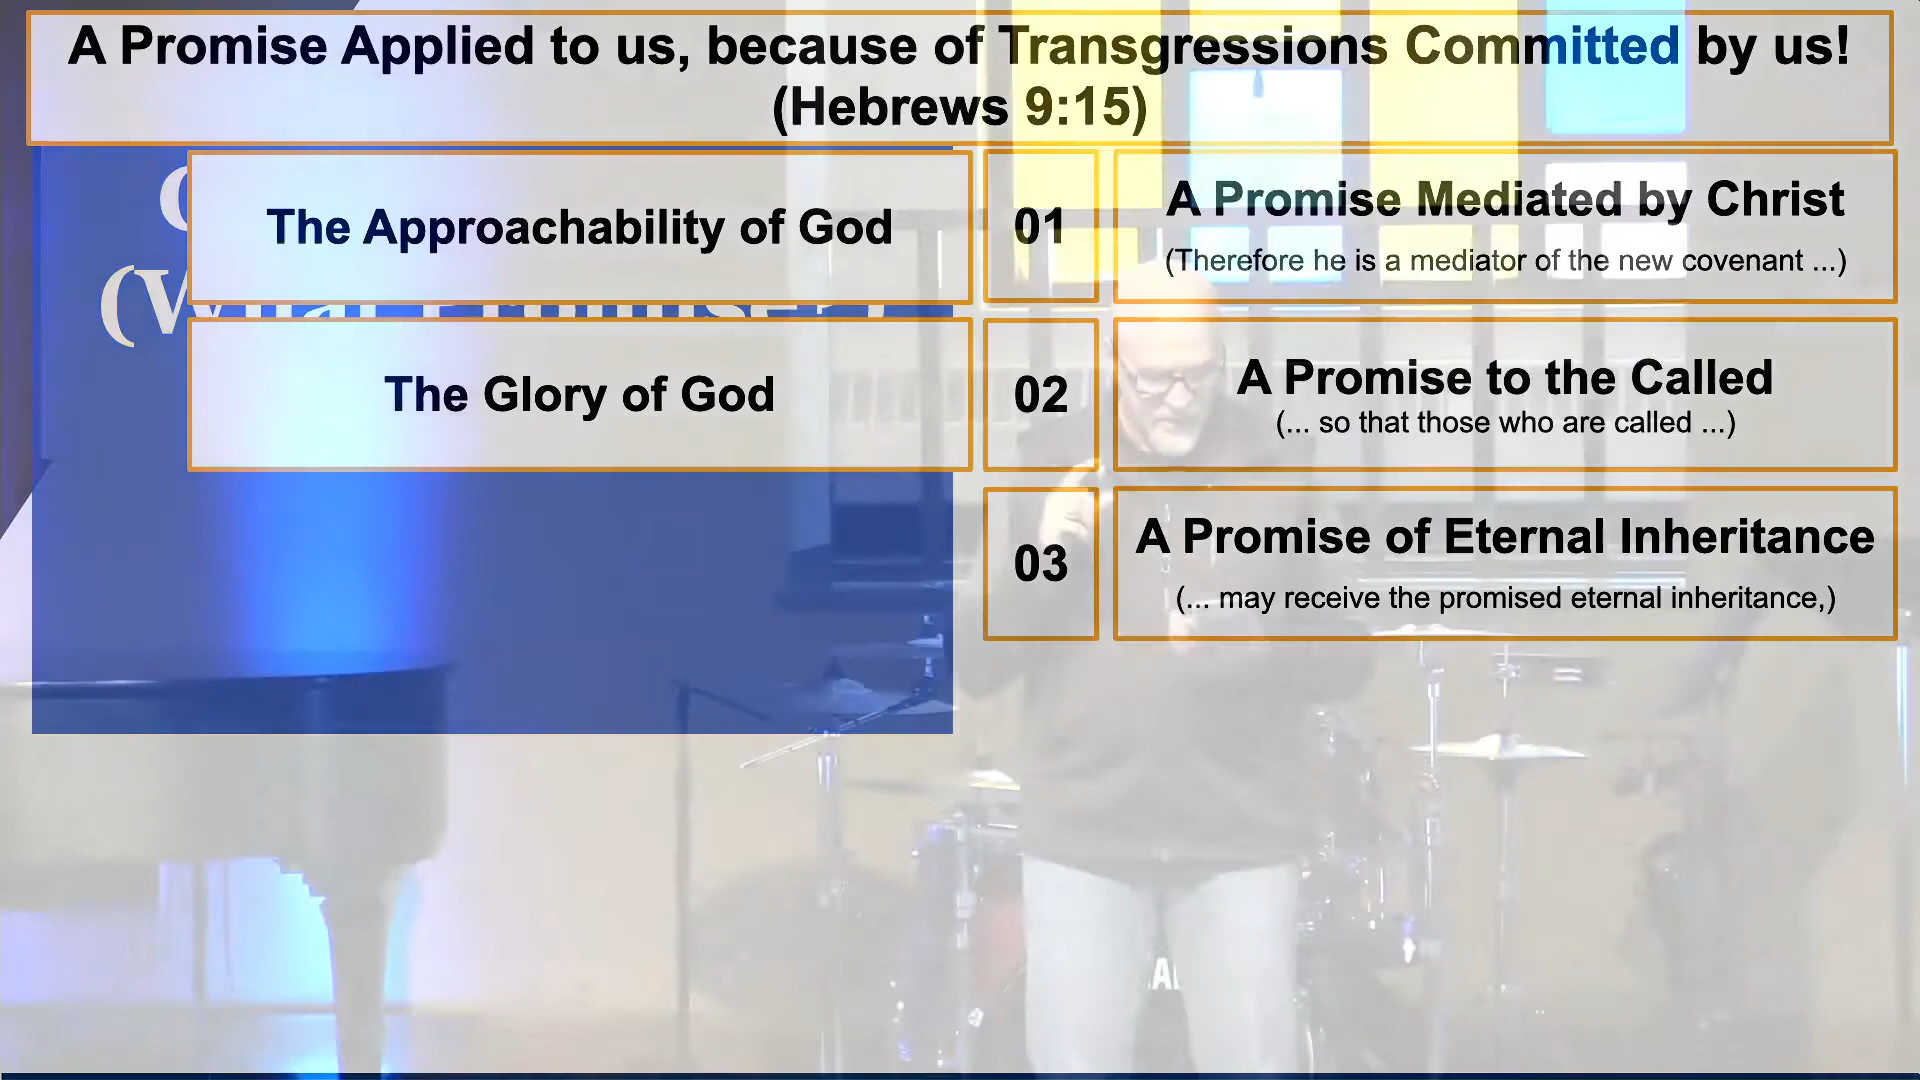 A Promise Applied to us, because of Transgressions Committed by us!
(Hebrews 9:15)
The Approachability of God
01
A Promise Mediated by Christ
(Therefore he is a mediator of the new covenant ...)
The Glory of God
02
A Promise to the Called
(... so that those who are called ...)
03
A Promise of Eternal Inheritance
(... may receive the promised eternal inheritance,)